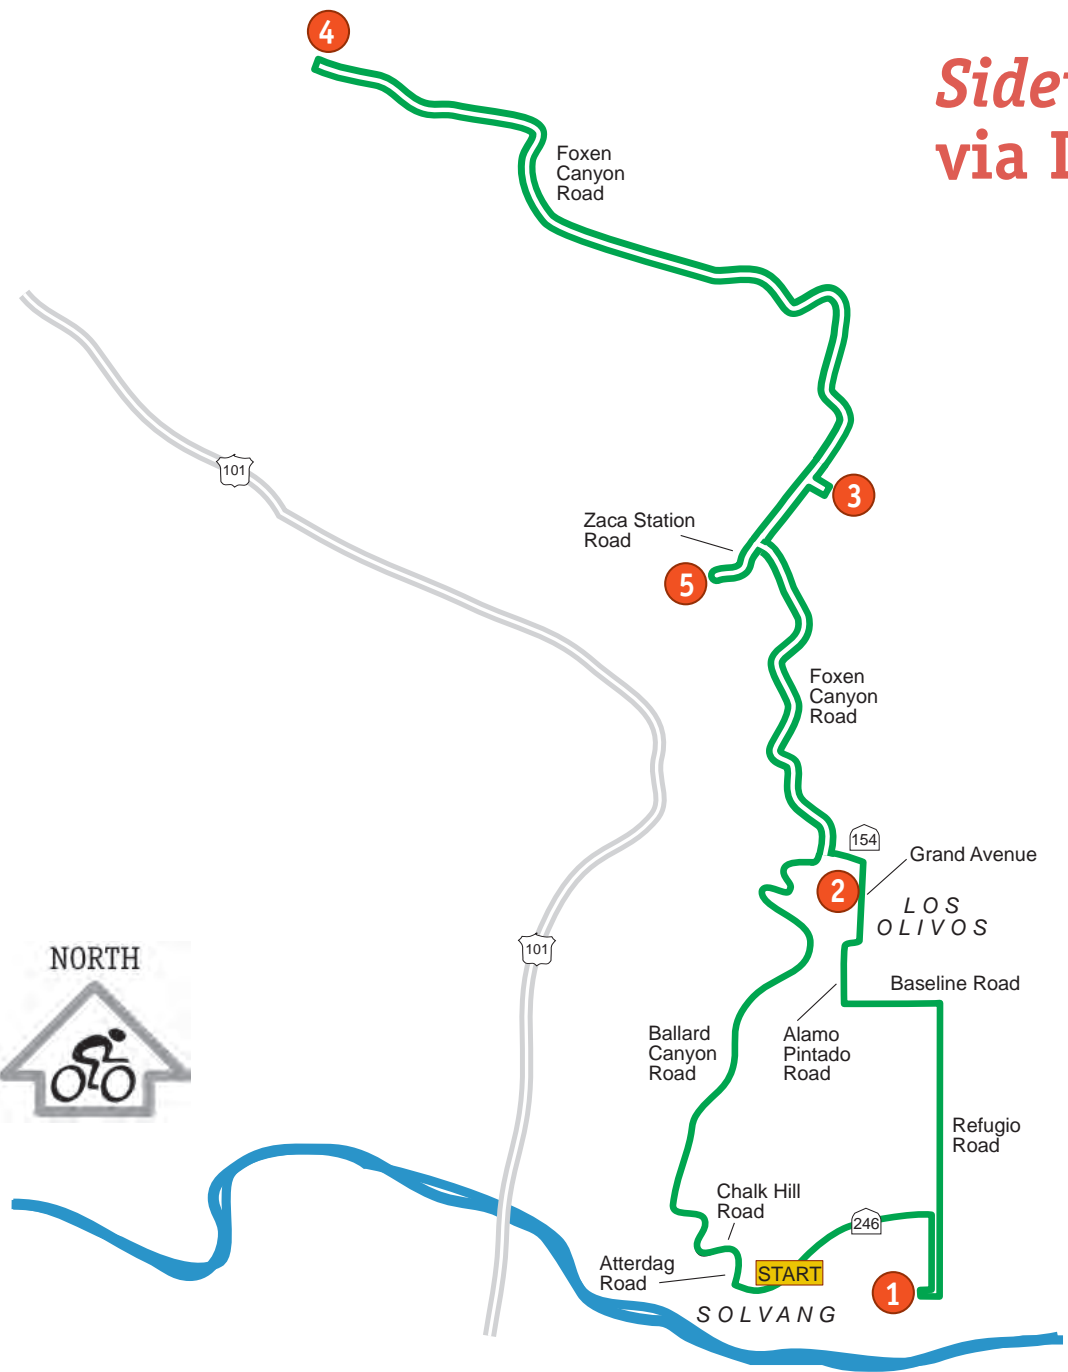 4
Side
via
Foxen
Canyon
Road
101
3
Zaca Station
Road
5
Foxen
Canyon
Road
154
Grand Avenue
2
LOS
OLIVOS
101
NORTH
Baseline Road
Ballard
Canyon
Road
Alamo
Pintado
Road
Refugio
Road
Chalk Hill
Road
246
Atterdag
Road
START
1
SOLVANG